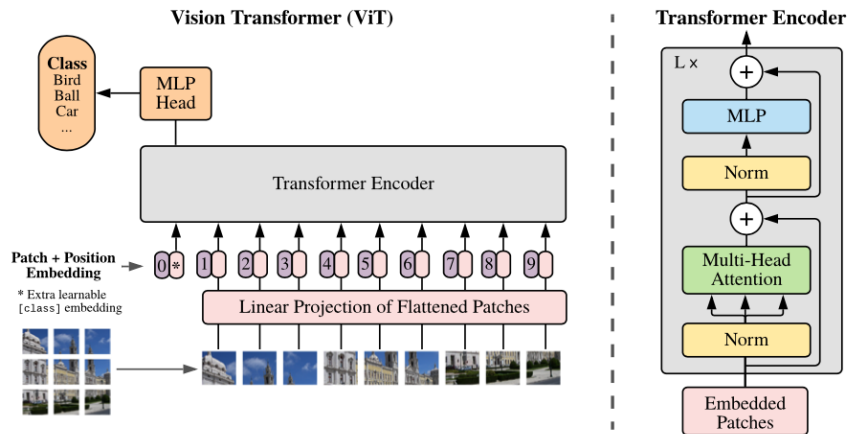 Vision Transformer (ViT)
Class
Bird
Ball
Car
...
MLP
Head
Transformer Encoder
Patch + Position
Embedding
0 * 1 2 3 4 5 6 7 8 9
* Extra learnable
[class] embedding
Linear Projection of Flattened Patches
Transformer Encoder
L ×
+
MLP
Norm
+
Multi-Head
Attention
Norm
Embedded
Patches